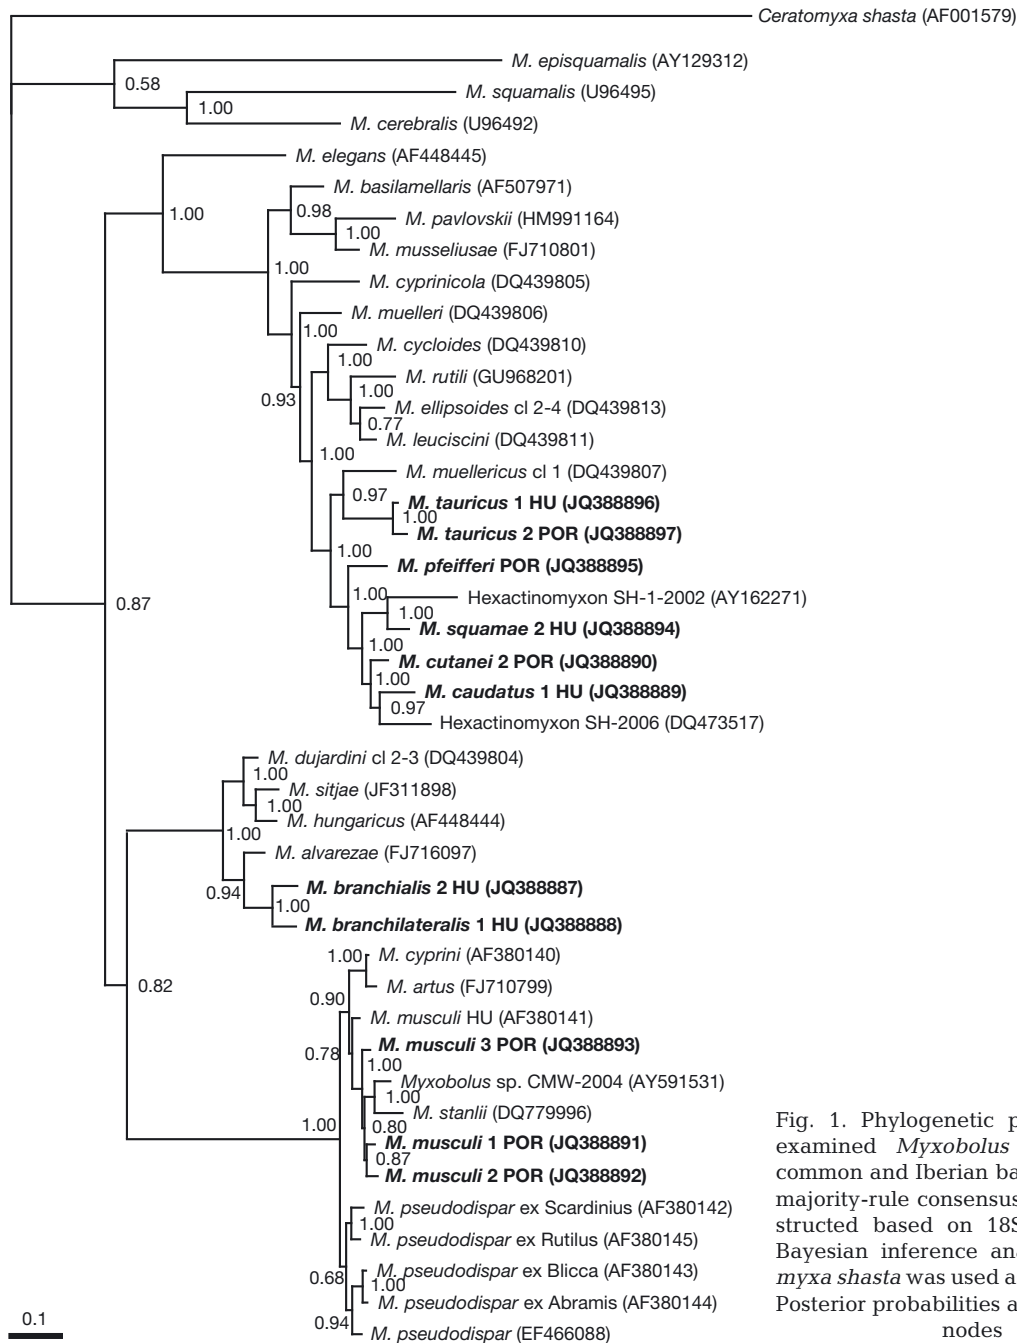 Ceratomyxa shasta (AF001579)
M. episquamalis (AY129312)
0.58
M. squamalis (U96495)
1.00
M. cerebralis (U96492)
M. elegans (AF448445)
M. basilamellaris (AF507971)
0.98
1.00
M. pavlovskii (HM991164)
1.00
M. musseliusae (FJ710801)
1.00
M. cyprinicola (DQ439805)
M. muelleri (DQ439806)
1.00
M. cycloides (DQ439810)
1.00
M. rutili (GU968201)
1.00
0.93
M. ellipsoides cl 2-4 (DQ439813)
0.77
M. leuciscini (DQ439811)
1.00
M. muellericus cl 1 (DQ439807)
0.97
M. tauricus 1 HU (JQ388896)
1.00
M. tauricus 2 POR (JQ388897)
1.00
M. pfeifferi POR (JQ388895)
1.00
Hexactinomyxon SH-1-2002 (AY162271)
0.87
1.00
M. squamae 2 HU (JQ388894)
1.00
M. cutanei 2 POR (JQ388890)
1.00
M. caudatus 1 HU (JQ388889)
0.97
Hexactinomyxon SH-2006 (DQ473517)
M. dujardini cl 2-3 (DQ439804)
1.00
M. sitjae (JF311898)
1.00
M. hungaricus (AF448444)
1.00
M. alvarezae (FJ716097)
0.94
M. branchialis 2 HU (JQ388887)
1.00
M. branchilateralis 1 HU (JQ388888)
1.00
M. cyprini (AF380140)
0.82
M. artus (FJ710799)
0.90
M. musculi HU (AF380141)
M. musculi 3 POR (JQ388893)
0.78
1.00
Myxobolus sp. CMW-2004 (AY591531)
1.00
M. stanlii (DQ779996)
1.00
0.80
M. musculi 1 POR (JQ388891)
0.87
M. musculi 2 POR (JQ388892)
M. pseudodispar ex Scardinius (AF380142)
1.00
M. pseudodispar ex Rutilus (AF380145)
0.68
M. pseudodispar ex Blicca (AF380143)
1.00
M. pseudodispar ex Abramis (AF380144)
0.94
M. pseudodispar (EF466088)
0.1
Fig. 1. Phylogenetic p
examined Myxobolus
common and Iberian ba
majority-rule consensus
structed based on 18S
Bayesian inference ana
myxa shasta was used a
Posterior probabilities a
nodes